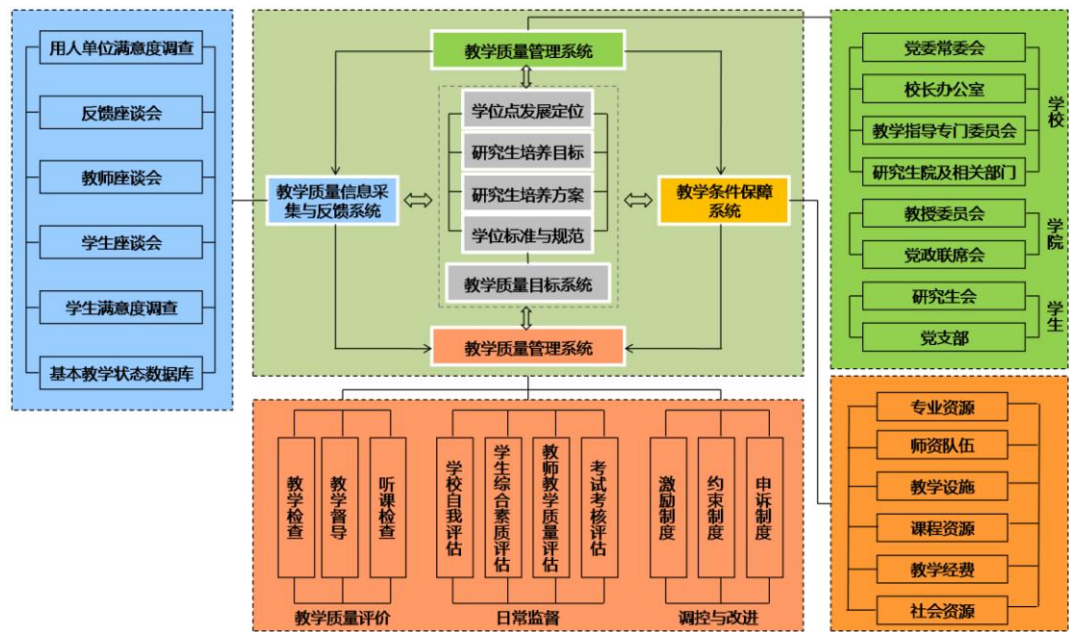 用人单位满意度调查
反馈座谈会
教师座谈会
学生座谈会
学生满意度调查
基本教学状态数据库
教学质量管理系统
学位点发展定位
研究生培养目标
研究生培养方案
学位标准与规范
教学质量目标系统
教学质量信息采
集与反馈系统
教学条件保障
系统
教学质量管理系统
党委常委会
校长办公室
教学指导专门委员会
研究生院及相关部门
学校
教授委员会
党政联席会
学院
研究生会
党支部
学生
教学检查
教学督导
听课检查
教学质量评价
学校自我评估
学生综合素质评估
教师教学质量评估
考试考核评估
日常监督
激励制度
约束制度
申诉制度
调控与改进
专业资源
师资队伍
教学设施
课程资源
教学经费
社会资源